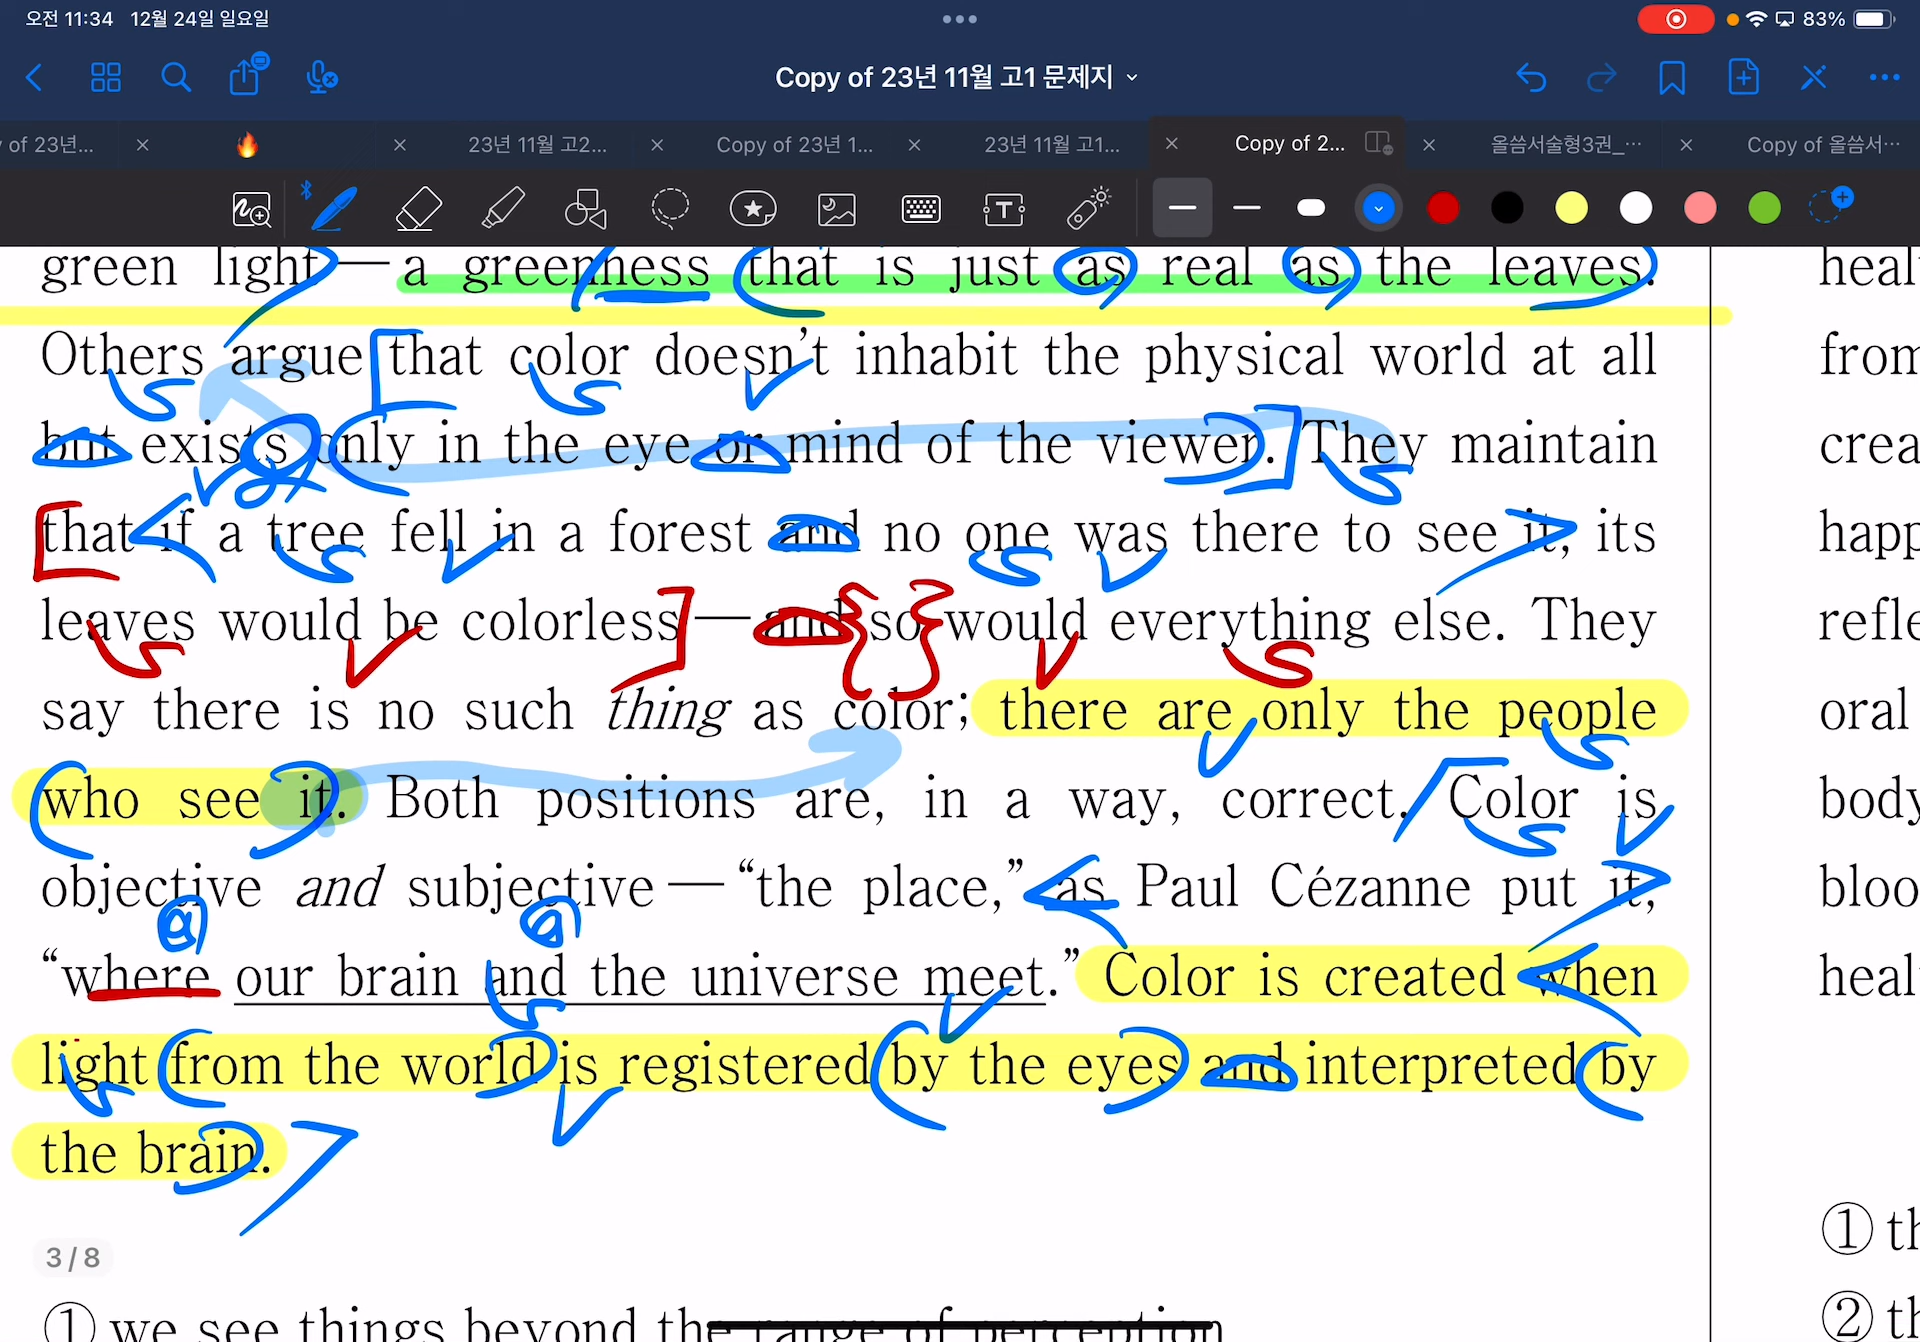 오전 11:34 12월 24일 일요일
83%
Copy of 23년 11월 고1 문제지
of 23년...
23년 11월 고2...
Copy of 23년 1...
23년 11월 고1...
Copy of 2...
올씀서술형3권_...
Copy of 올씀서...
green light—a greenness that is just as real as the leaves.
Others argue that color doesn't inhabit the physical world at all
but exists only in the eye or mind of the viewer. They maintain
that if a tree fell in a forest and no one was there to see it, its
leaves would be colorless—and so would everything else. They
say there is no such thing as color; there are only the people
who see it. Both positions are, in a way, correct. Color is
objective and subjective—“the place,” as Paul Cézanne put it,
“where our brain and the universe meet.” Color is created when
light from the world is registered by the eyes and interpreted by
the brain.
3 / 8
① we see things beyond the range of perception
heal
from
crea
happ
refle
oral
body
bloo
heal
① th
② th